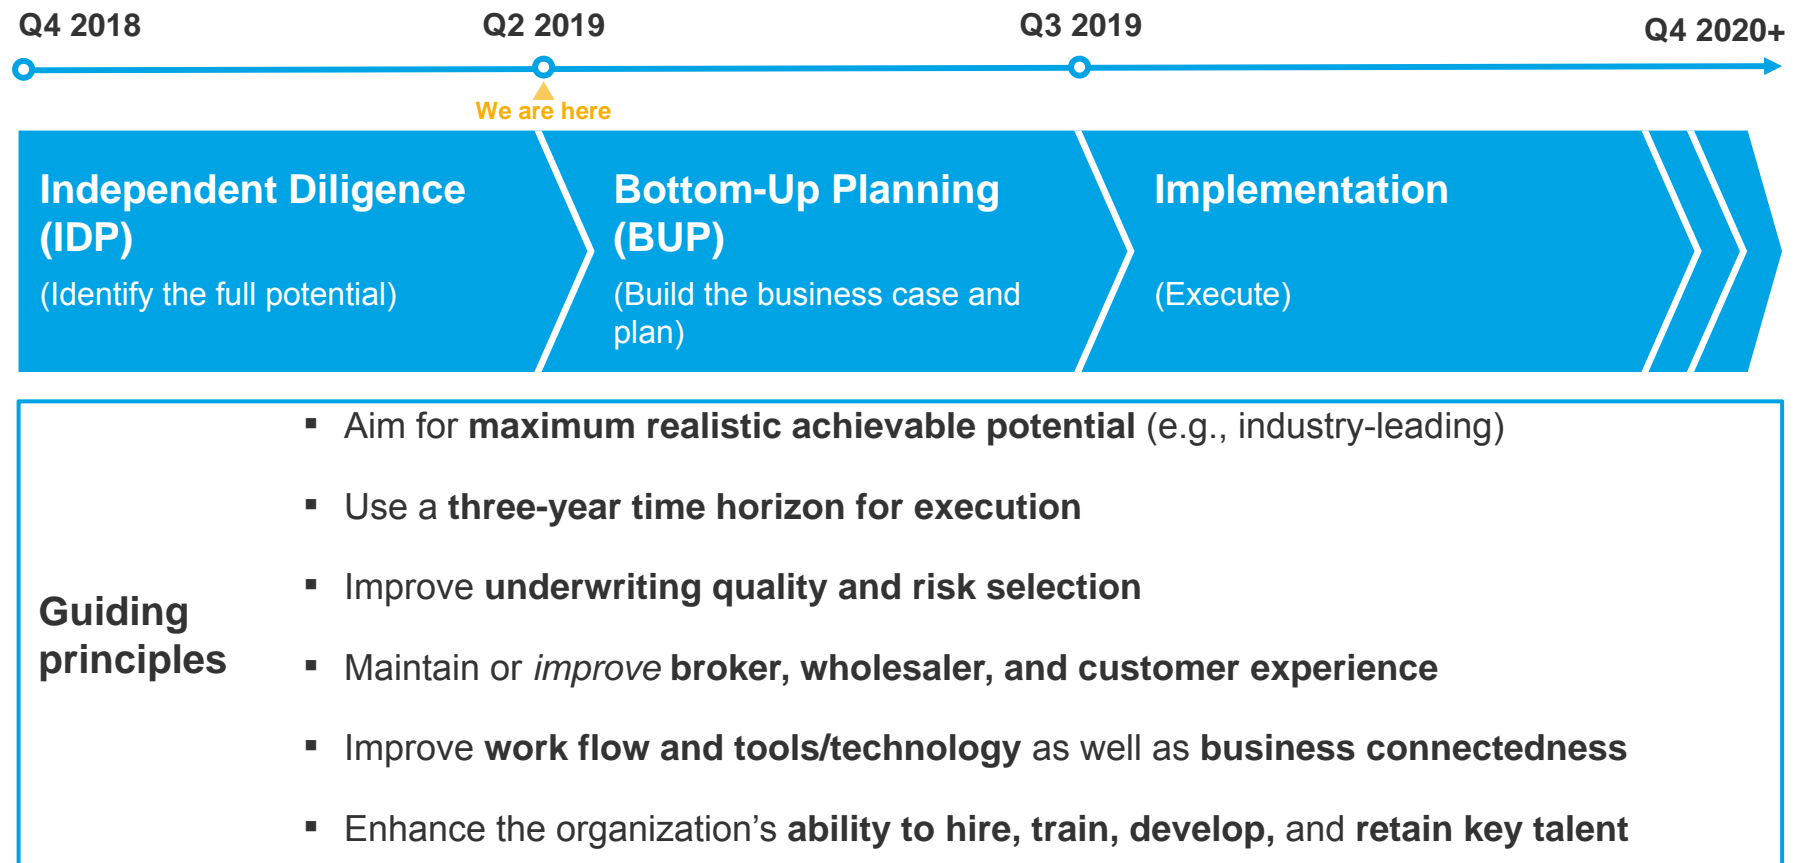 Q4 2018 Q2 2019 Q3 2019 Q4 2020+
We are here
Independent Diligence
(IDP)
(Identify the full potential)
Bottom-Up Planning
(BUP)
(Build the business case and
plan)
Implementation
(Execute)
Guiding
principles
▪ Aim for maximum realistic achievable potential (e.g., industry-leading)
▪ Use a three-year time horizon for execution
▪ Improve underwriting quality and risk selection
▪ Maintain or improve broker, wholesaler, and customer experience
▪ Improve work flow and tools/technology as well as business connectedness
▪ Enhance the organization’s ability to hire, train, develop, and retain key talent